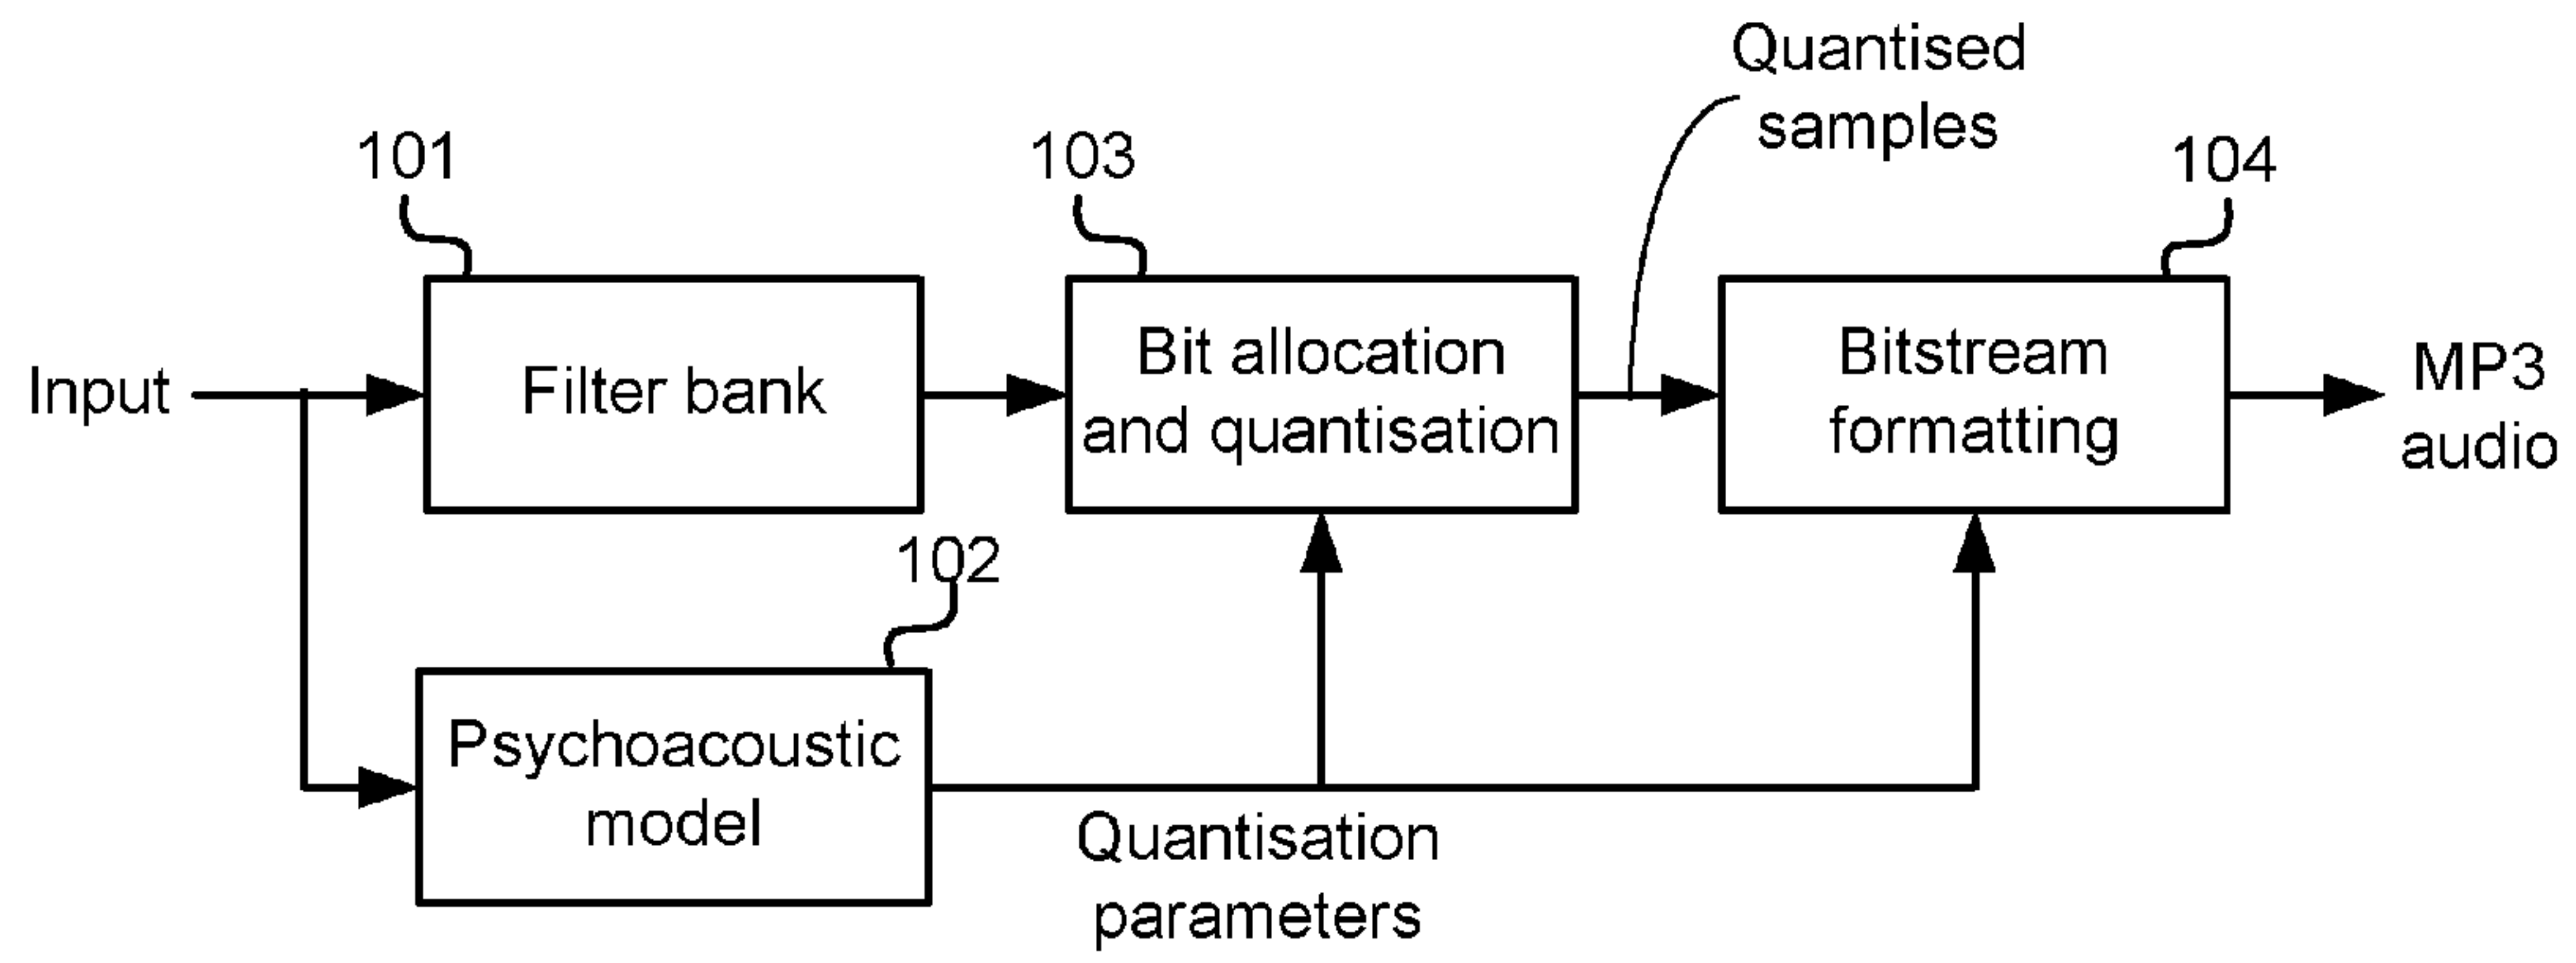 Quantised
samples
101
103
104
Input
Filter bank
Bit allocation
and quantisation
Bitstream
formatting
MP3
audio
102
Psychoacoustic
model
Quantisation
parameters